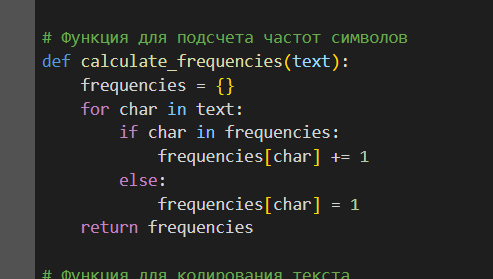 # Функция для подсчета частот символов
def calculate_frequencies(text):
    frequencies = {}
    for char in text:
        if char in frequencies:
            frequencies[char] += 1
        else:
            frequencies[char] = 1
    return frequencies
# Функция для кодирования текста